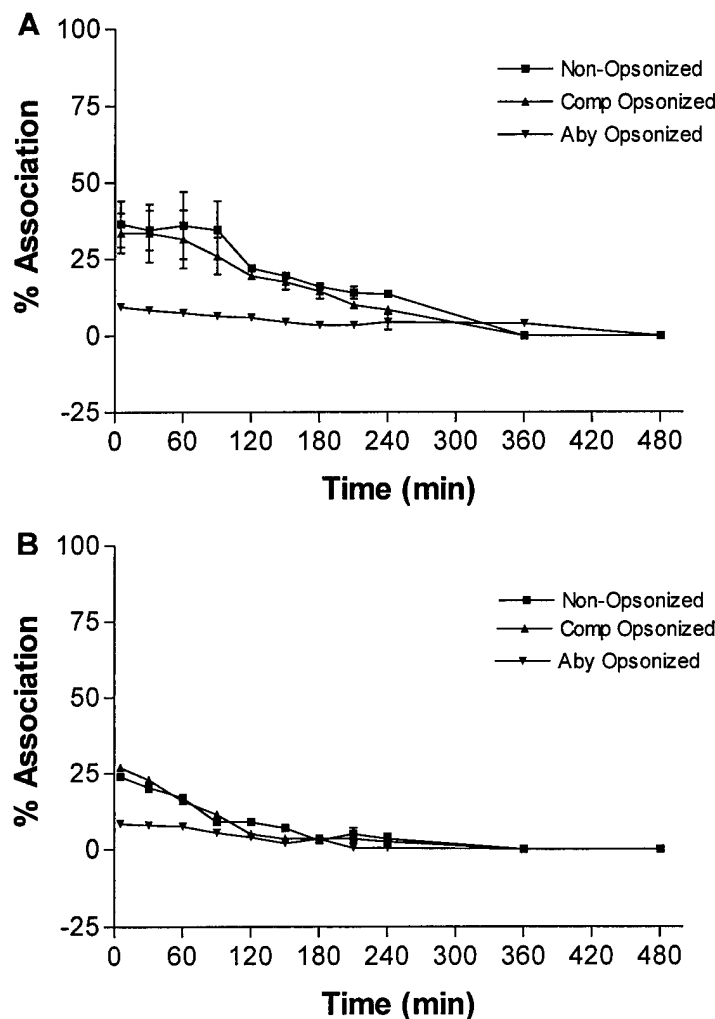 A
100
75
50
25
0
-25
% Association
Non-Opsonized
Comp Opsonized
Aby Opsonized
0 60 120 180 240 300 360 420 480
Time (min)
B
100
75
50
25
0
-25
% Association
Non-Opsonized
Comp Opsonized
Aby Opsonized
0 60 120 180 240 300 360 420 480
Time (min)